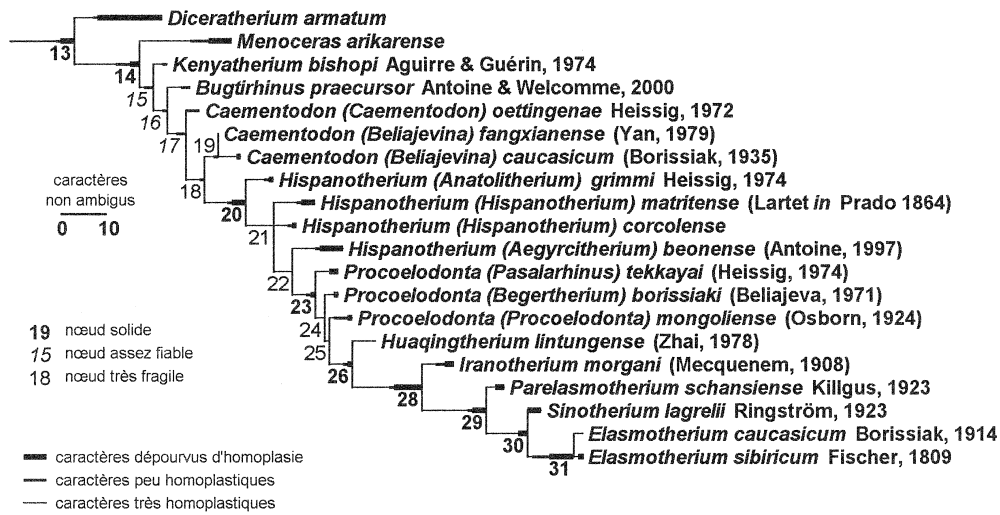 Diceratherium armatum
13
Menoceras arikarense
14
Kenyatherium bishopi Aguirre & Guérin, 1974
15
Bugtirhinus praecursor Antoine & Welcomme, 2000
16
Caementodon (Caementodon) oettingenae Heissig, 1972
17
19 Caementodon (Beliajevina) fangxianense (Yan, 1979)
Caementodon (Beliajevina) caucasicum (Borissiak, 1935)
18
Hispanotherium (Anatolitherium) grimmi Heissig, 1974
20
Hispanotherium (Hispanotherium) matritense (Lartet in Prado 1864)
21
Hispanotherium (Hispanotherium) corcolense
Hispanotherium (Aegyrcitherium) beonense (Antoine, 1997)
22
Procoelodonta (Pasalarhinus) tekkayai (Heissig, 1974)
23
Procoelodonta (Begertherium) borissiaki (Beliajeva, 1971)
24
Procoelodonta (Procoelodonta) mongoliense (Osborn, 1924)
25
Huaqingtherium lintungense (Zhai, 1978)
26
Iranotherium morgani (Mecquenem, 1908)
28
Parelasmotherium schansiense Killgus, 1923
29
Sinotherium lagrelii Ringström, 1923
30
Elasmotherium caucasicum Borissiak, 1914
31
Elasmotherium sibiricum Fischer, 1809
caractères
non ambigus
0 10
19 nœud solide
15 nœud assez fiable
18 nœud très fragile
caractères dépourvus d'homoplasie
caractères peu homoplastiques
caractères très homoplastiques